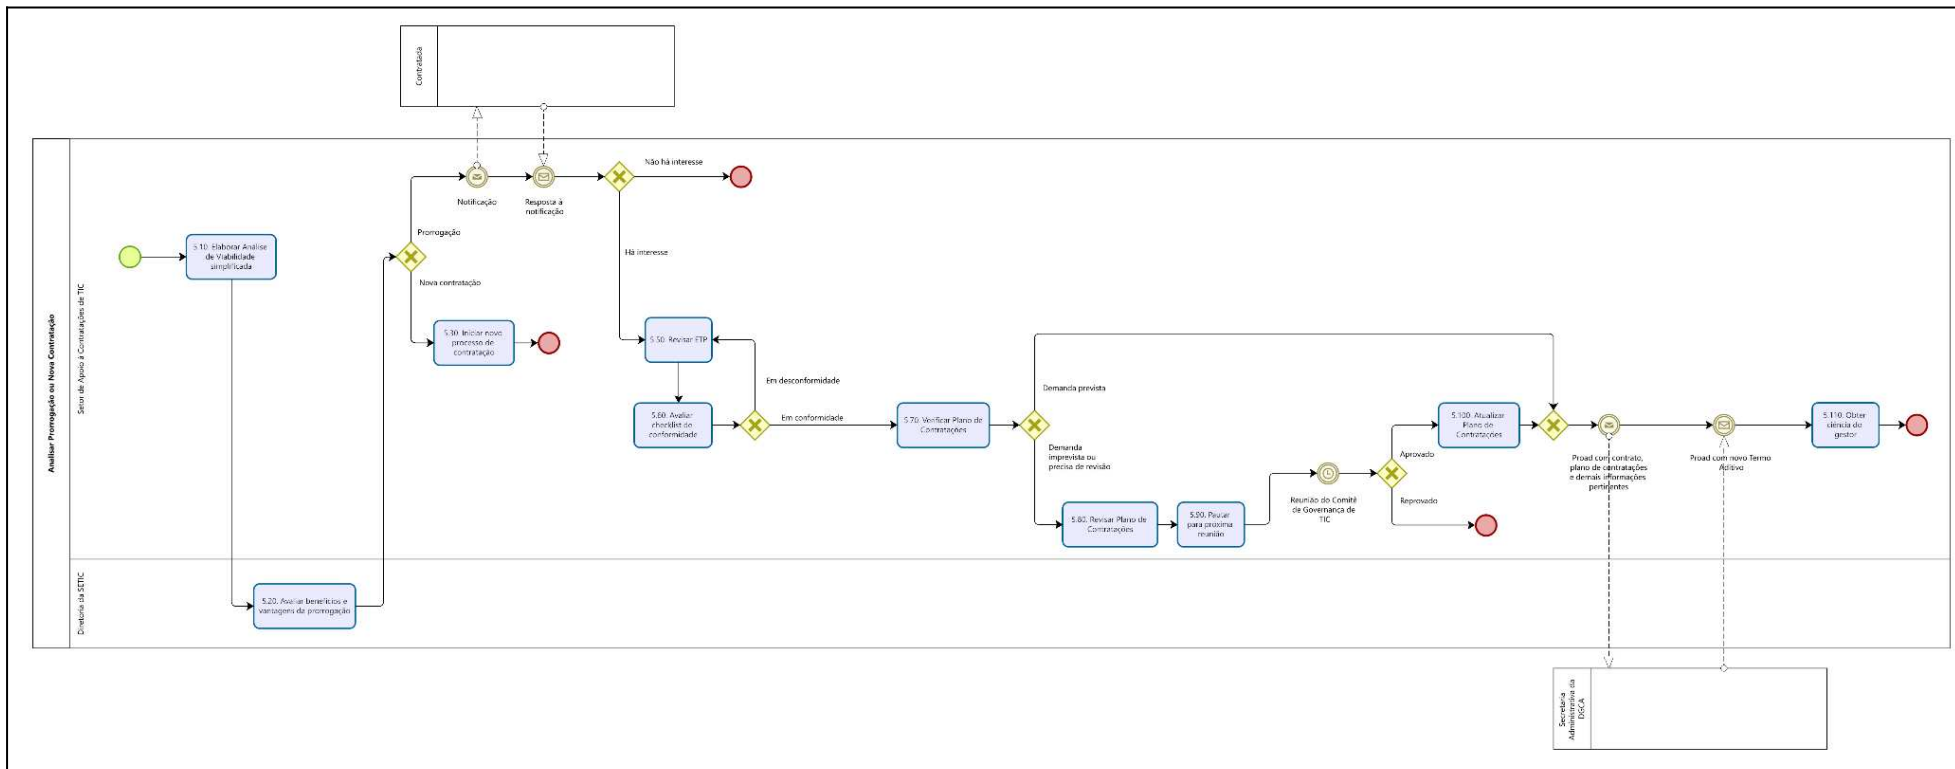 Contratada
Analisar Prorrogação ou Nova Contratação
Setor de Apoio à Contratações de TIC
Diretoria da SETIC
5.10. Elaborar Análise
de Viabilidade
simplificada
5.20. Avaliar benefícios e
vantagens da prorrogação
Prorrogação
Nova contratação
5.30. Iniciar novo
processo de
contratação
Notificação
Resposta à
notificação
Não há interesse
Há interesse
5.50. Revisar ETP
5.60. Avaliar
checklist de
conformidade
Em desconformidade
Em conformidade
5.70. Verificar Plano de
Contratações
Demanda prevista
Demanda
imprevista ou
precisa de revisão
5.80. Revisar Plano de
Contratações
5.90. Pautar
para próxima
reunião
Reunião do Comitê
de Governança de
TIC
Aprovado
Reprovado
5.100. Atualizar
Plano de
Contratações
Proad com contrato,
plano de contratações
e demais informações
pertinentes
Proad com novo Termo
Aditivo
5.110. Obter
ciência do
gestor
Secretaria
Administrativa da
DGCA